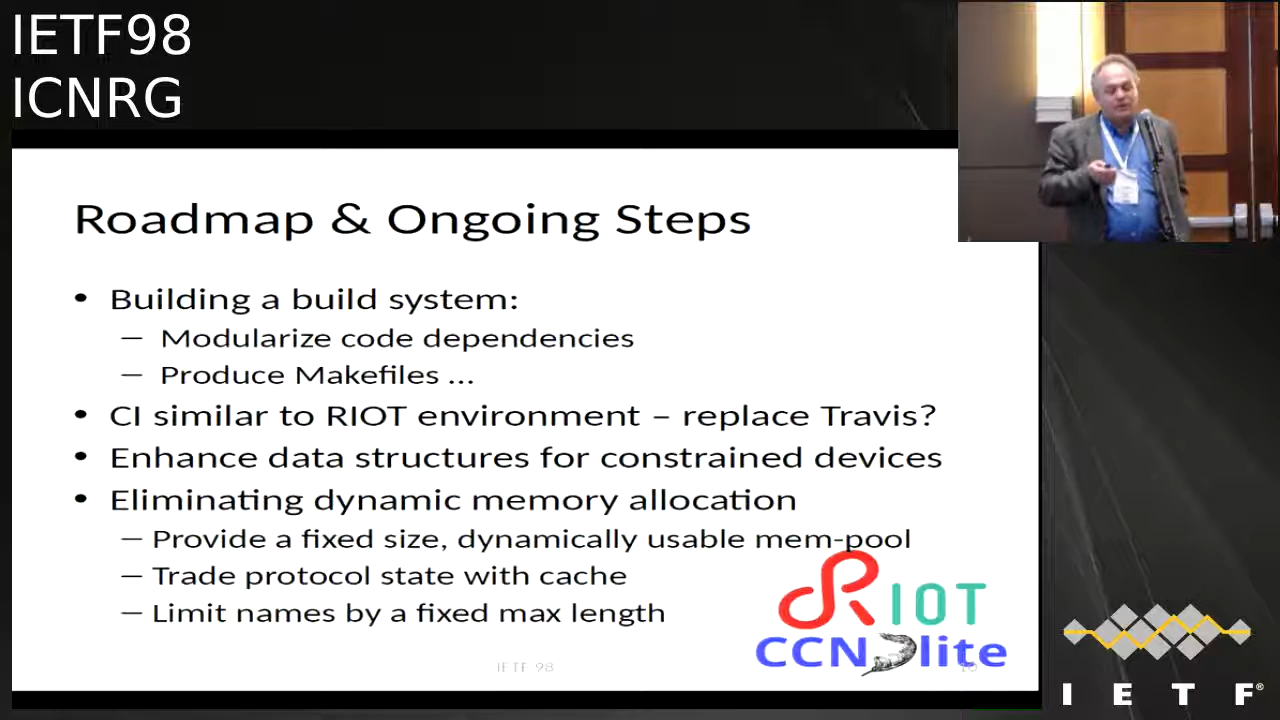 IETF98
ICNRG
Roadmap & Ongoing Steps
• Building a build system:
– Modularize code dependencies
– Produce Makefiles ...
• CI similar to RIOT environment – replace Travis?
• Enhance data structures for constrained devices
• Eliminating dynamic memory allocation
– Provide a fixed size, dynamically usable mem-pool
– Trade protocol state with cache
– Limit names by a fixed max length
RIOT
CCN lite
IETF 98
I E T F®